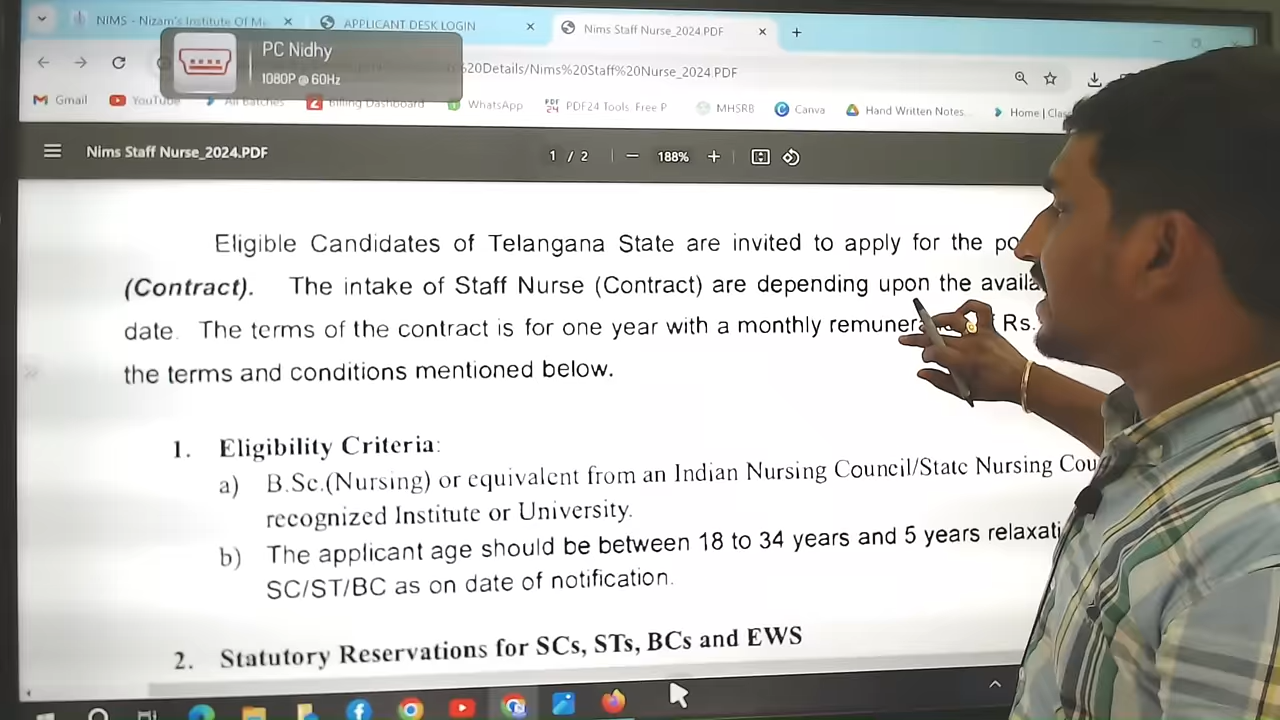 NIMS - Nizam's Institute Of Me
APPLICANT DESK LOGIN
Nims Staff Nurse_2024.PDF
PC Nidhy
1080P @ 60Hz
%20Details/Nims%20Staff%20Nurse_2024.PDF
Gmail
YouTube
All Batches
Billing Dashboard
WhatsApp
PDF24 Tools Free P
MHSRB
Canva
Hand Written Notes...
Home | Clas
Nims Staff Nurse_2024.PDF
1 / 2
188%
Eligible Candidates of Telangana State are invited to apply for the po
(Contract). The intake of Staff Nurse (Contract) are depending upon the availa
date. The terms of the contract is for one year with a monthly remunera Rs.
the terms and conditions mentioned below.
1. Eligibility Criteria:
a) B.Sc.(Nursing) or equivalent from an Indian Nursing Council/State Nursing Cou
recognized Institute or University.
b) The applicant age should be between 18 to 34 years and 5 years relaxati
SC/ST/BC as on date of notification.
2. Statutory Reservations for SCs, STs, BCs and EWS